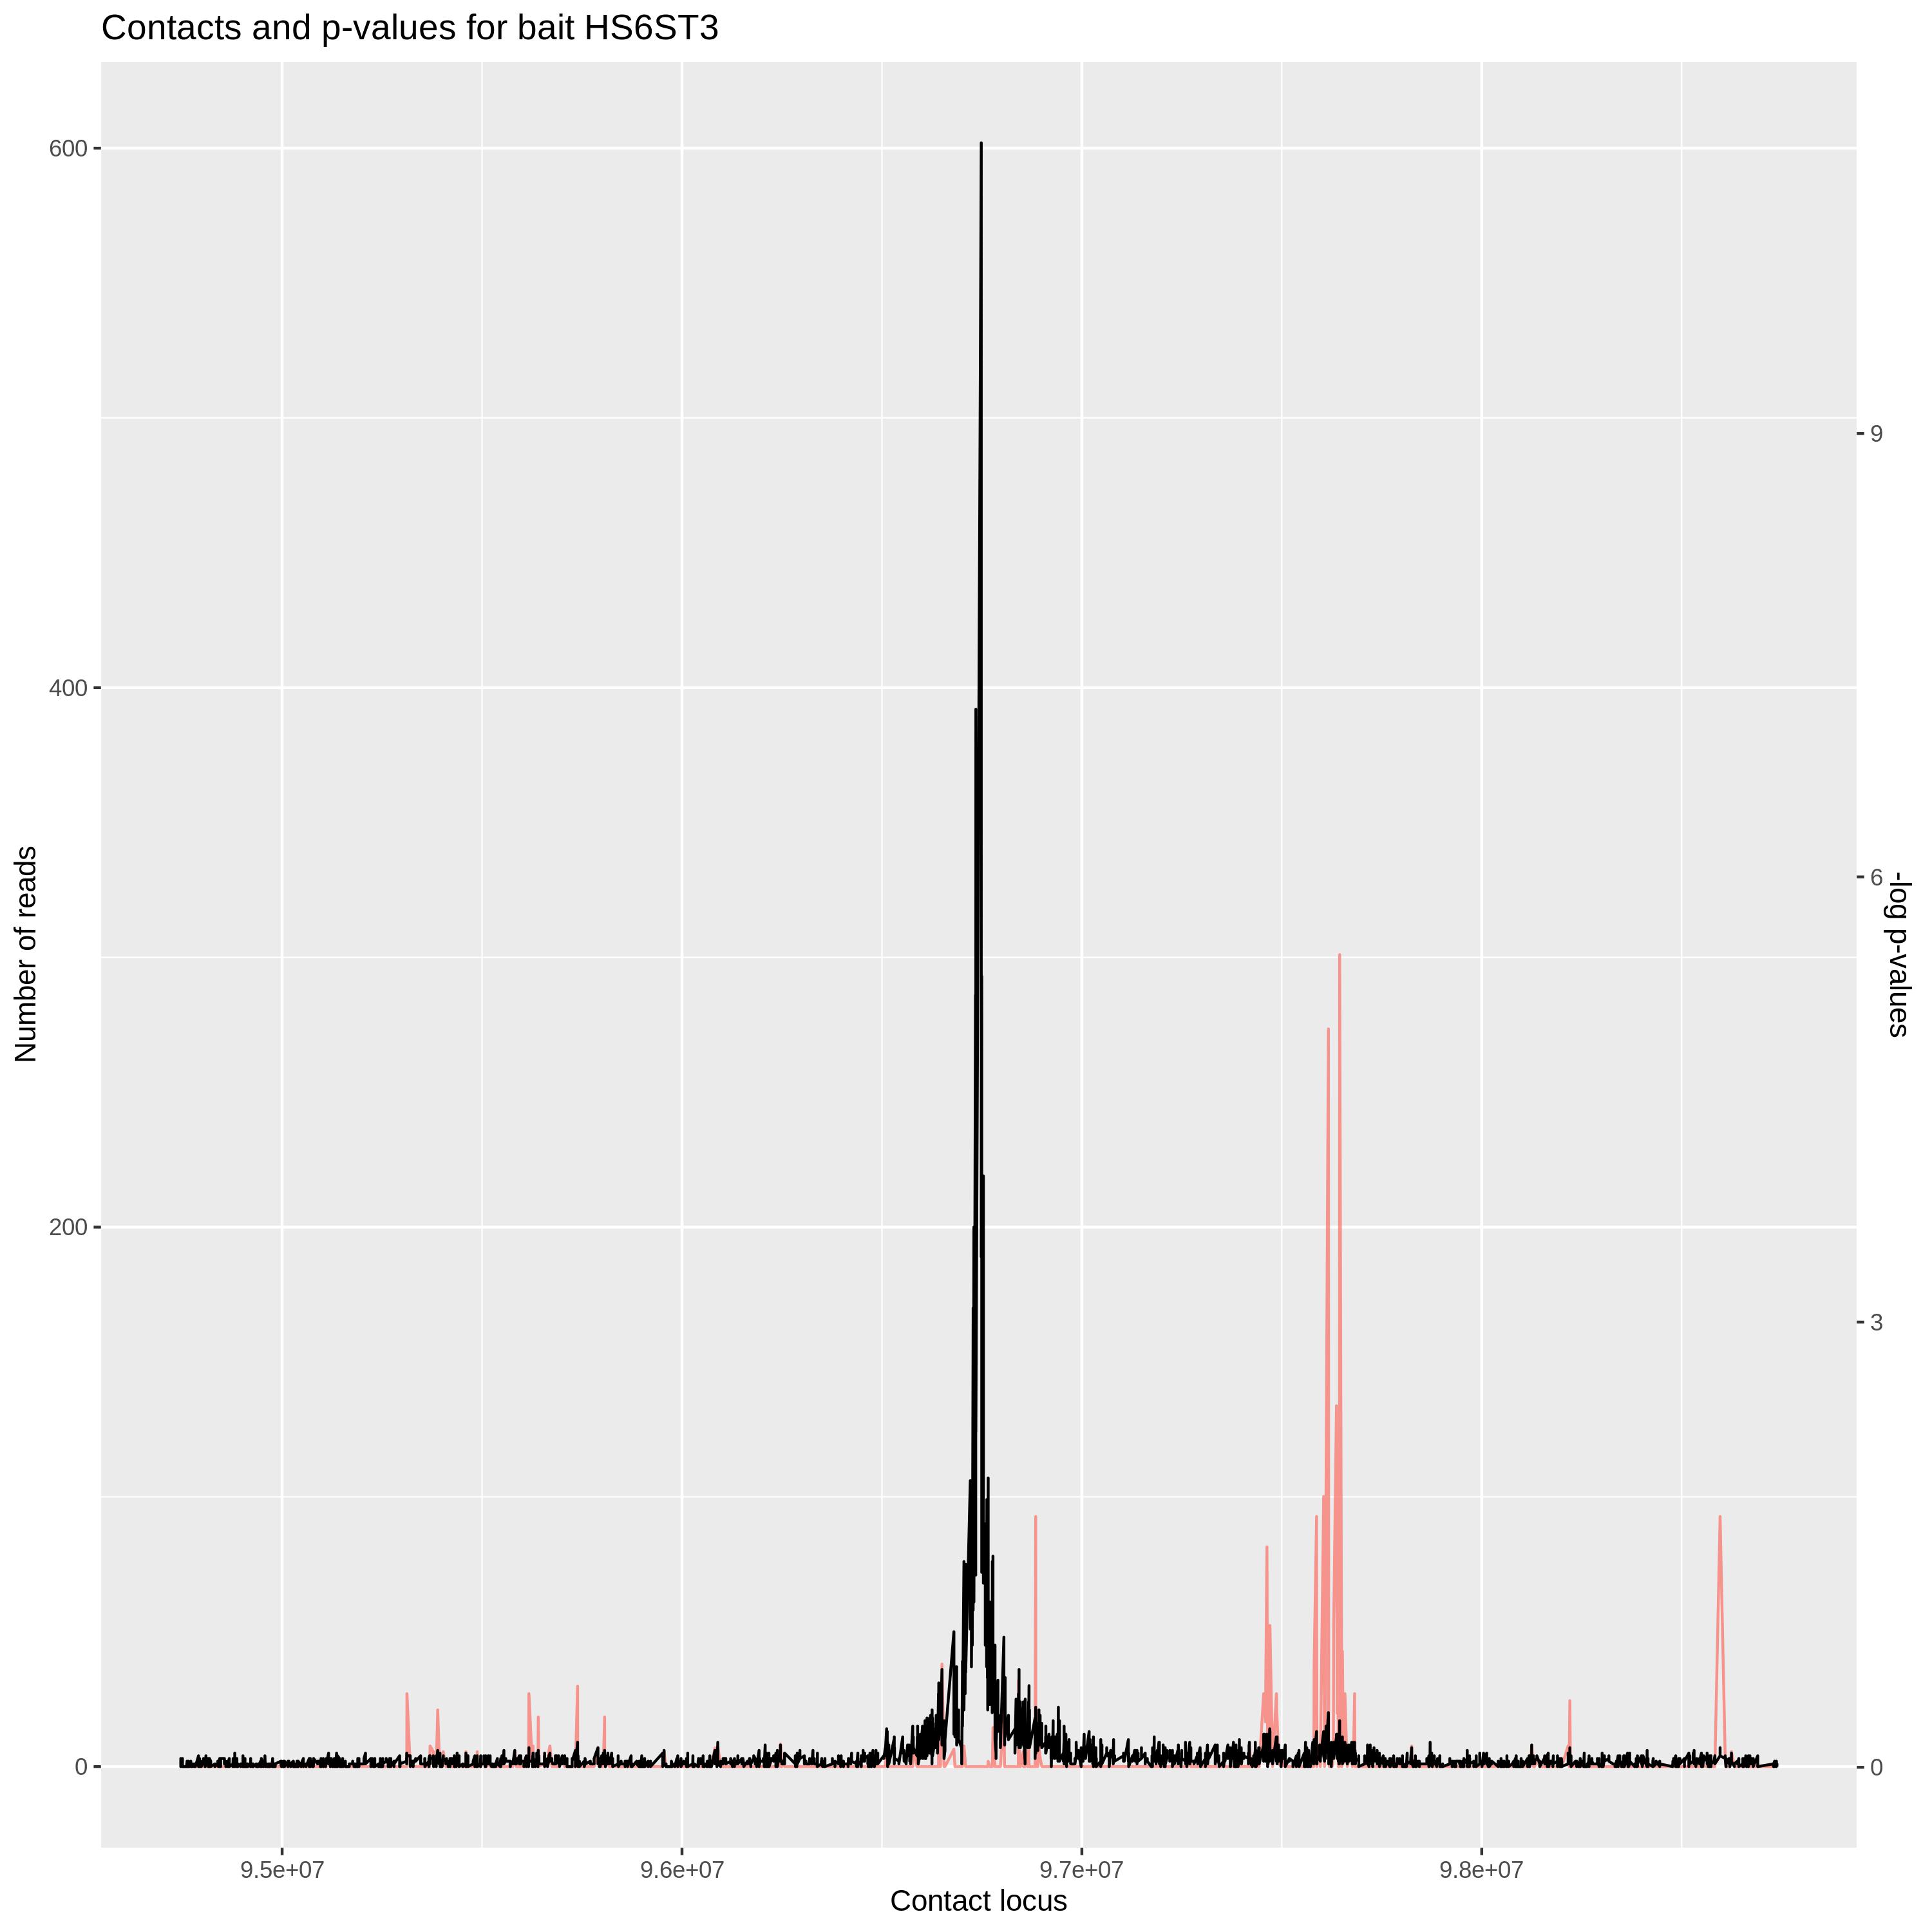 Contacts and p-values for bait HS6ST3
600
400
200
0
Number of reads
9
6
3
0
-log p-values
9.5e+07
9.6e+07
9.7e+07
9.8e+07
Contact locus